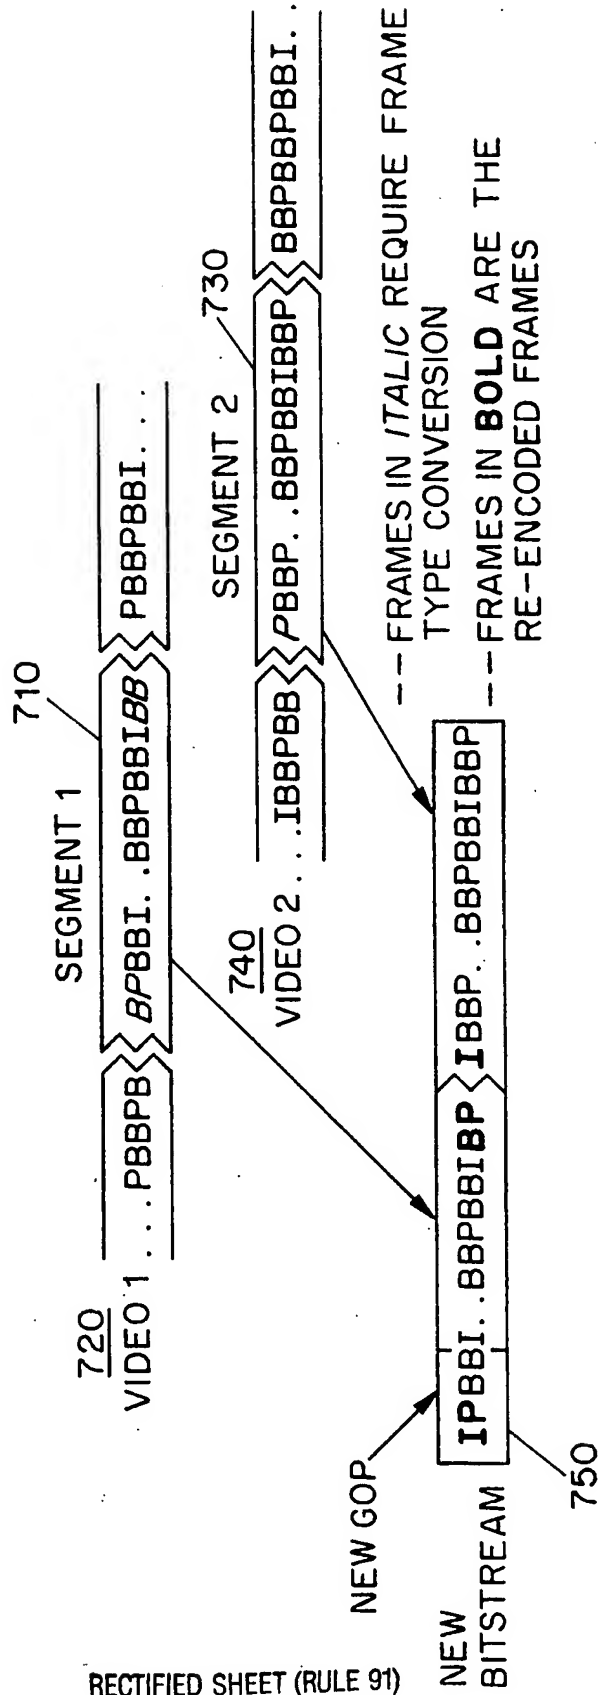 710
SEGMENT 1
720
VIDEO 1 . . . . PBBPB BPBBI. . .BBPBBIBB PBBPBBI. . . .
730
SEGMENT 2
740
VIDEO 2 . . . .IBBPBB PBBP. . .BBPBBIBBP BBPBBPBBI. . .
NEW GOP
NEW
BITSTREAM
IPBBI. . .BBPBBIBP IBBP. . .BBPBBIBBP
750
-- FRAMES IN ITALIC REQUIRE FRAME
TYPE CONVERSION
-- FRAMES IN BOLD ARE THE
RE-ENCODED FRAMES
RECTIFIED SHEET (RULE 91)